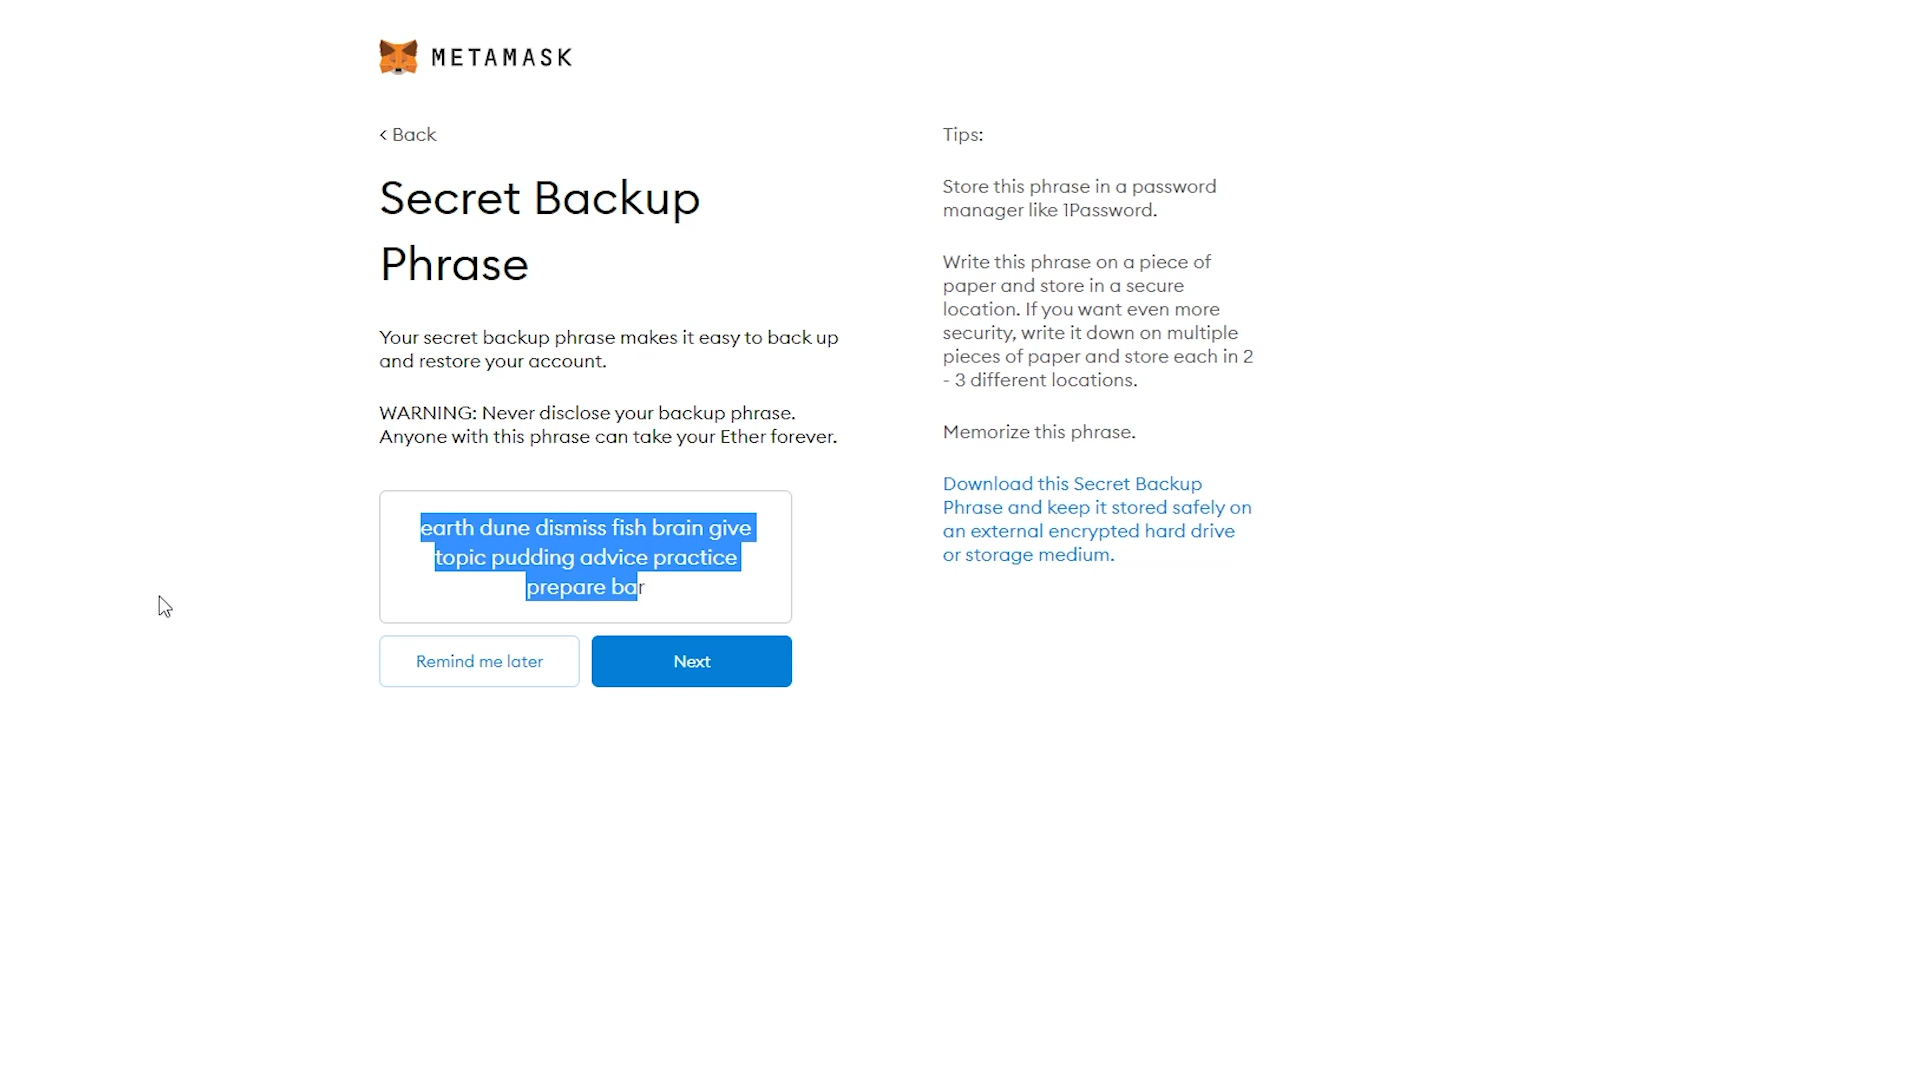 METAMASK
< Back
Secret Backup
Phrase
Your secret backup phrase makes it easy to back up
and restore your account.
WARNING: Never disclose your backup phrase.
Anyone with this phrase can take your Ether forever.
earth dune dismiss fish brain give
topic pudding advice practice
prepare bar
Remind me later
Next
Tips:
Store this phrase in a password
manager like 1Password.
Write this phrase on a piece of
paper and store in a secure
location. If you want even more
security, write it down on multiple
pieces of paper and store each in 2
- 3 different locations.
Memorize this phrase.
Download this Secret Backup
Phrase and keep it stored safely on
an external encrypted hard drive
or storage medium.